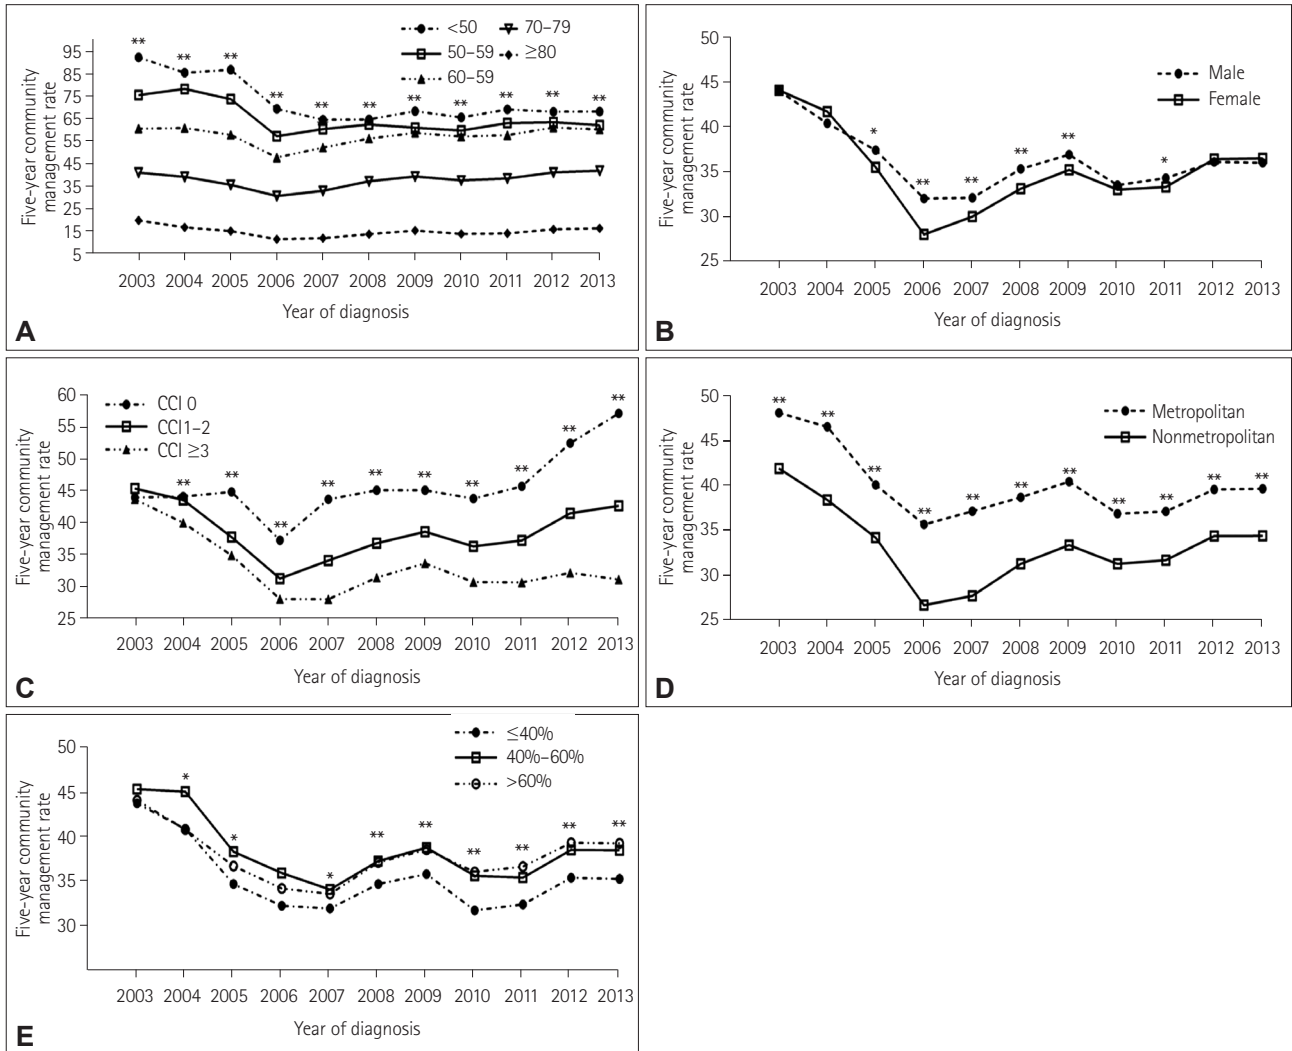 <50
50–59
60–59
70–79
≥80
Five-year community
management rate
95
85
75
65
55
45
35
25
15
5
** ** ** ** ** ** ** ** ** ** **
2003 2004 2005 2006 2007 2008 2009 2010 2011 2012 2013
Year of diagnosis
A
Male
Female
Five-year community
management rate
50
45
40
35
30
25
* ** ** ** ** *
2003 2004 2005 2006 2007 2008 2009 2010 2011 2012 2013
Year of diagnosis
B
CCI 0
CCI 1–2
CCI ≥3
Five-year community
management rate
60
55
50
45
40
35
30
25
** ** ** ** ** ** ** ** ** **
2003 2004 2005 2006 2007 2008 2009 2010 2011 2012 2013
Year of diagnosis
C
Metropolitan
Nonmetropolitan
Five-year community
management rate
50
45
40
35
30
25
** ** ** ** ** ** ** ** ** ** **
2003 2004 2005 2006 2007 2008 2009 2010 2011 2012 2013
Year of diagnosis
D
≤40%
40%–60%
>60%
Five-year community
management rate
50
45
40
35
30
* * * ** ** ** ** ** **
2003 2004 2005 2006 2007 2008 2009 2010 2011 2012 2013
Year of diagnosis
E